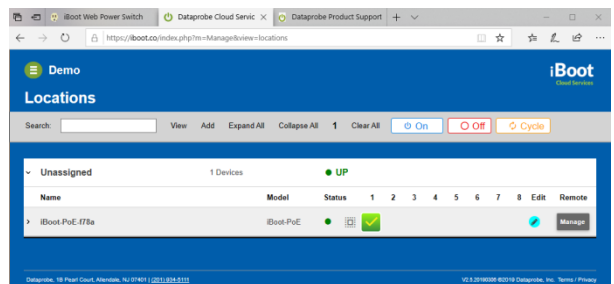 iBoot Web Power Switch
Dataprobe Cloud Servic
Dataprobe Product Support
https://iboot.co/index.php?m=Manage&view=locations
Demo
iBoot
Cloud Services
Locations
Search: View Add Expand All Collapse All 1 Clear All On Off Cycle
Unassigned 1 Devices UP
Name Model Status 1 2 3 4 5 6 7 8 Edit Remote
iBoot-PoE-f78a iBoot-PoE Manage
Dataprobe, 1B Pearl Court, Allendale, NJ 07401 | (201) 934-5111
©2019 Dataprobe, Inc. Terms / Privacy